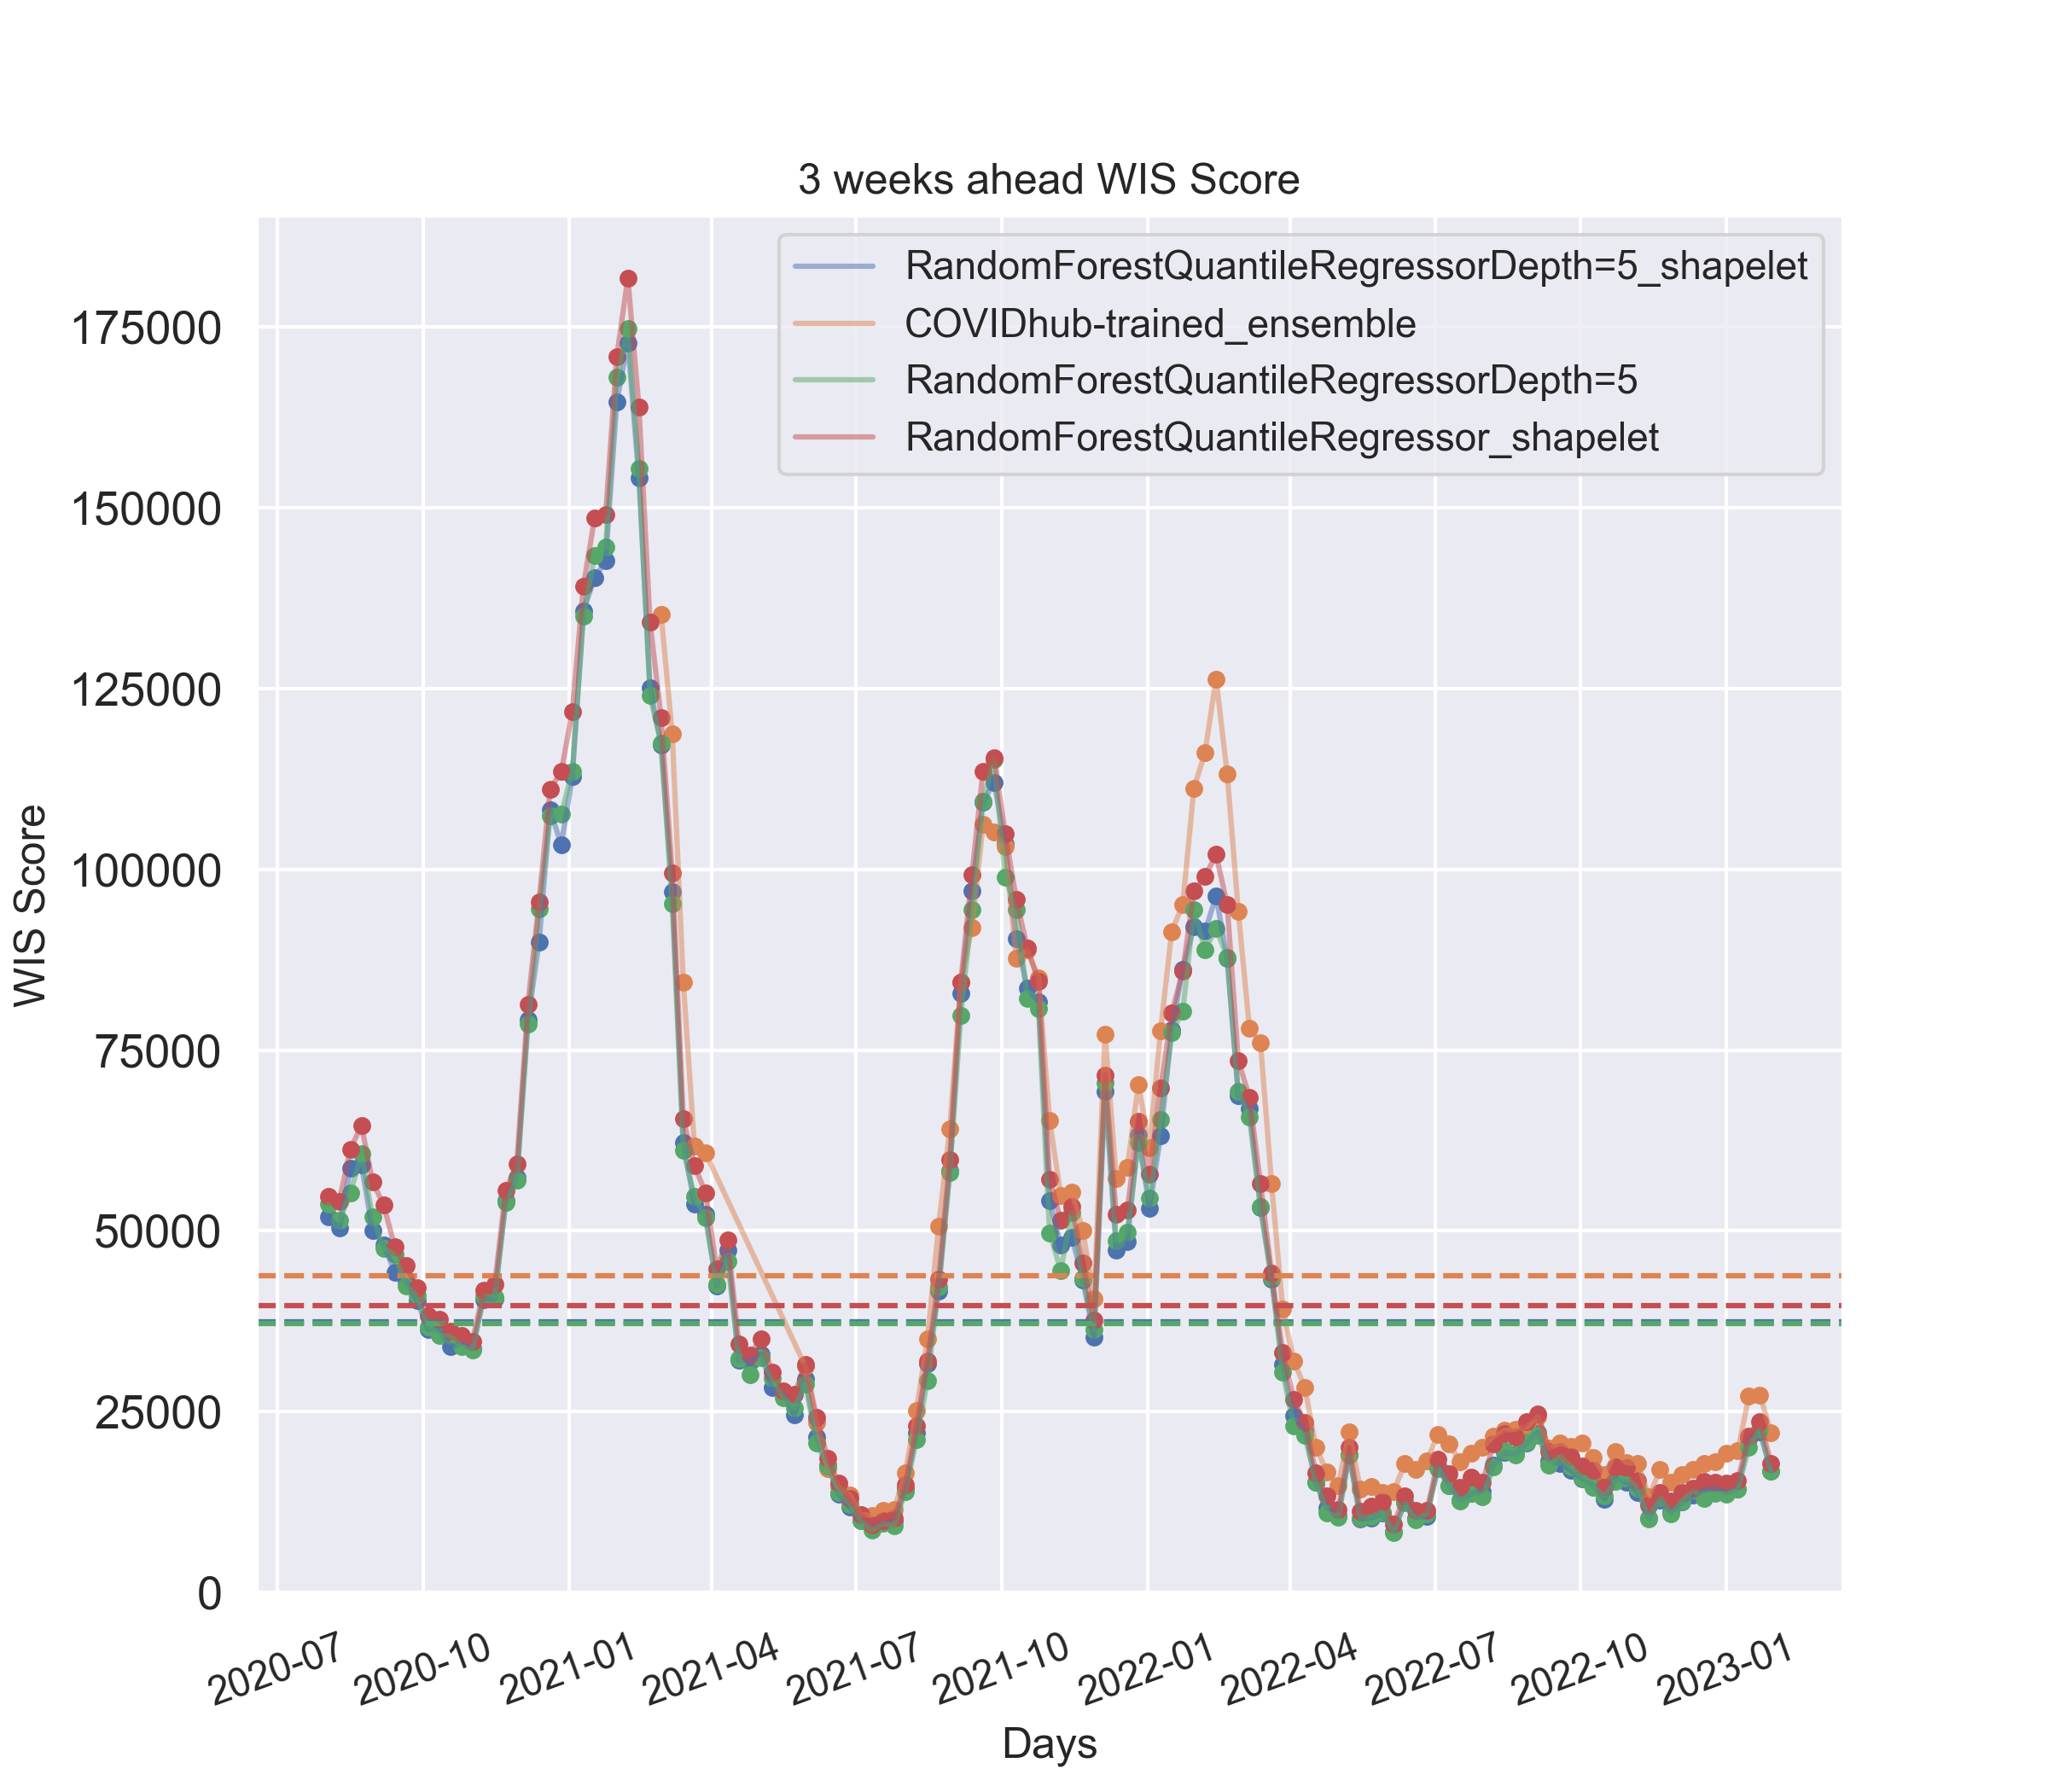 3 weeks ahead WIS Score
RandomForestQuantileRegressorDepth=5_shapelet
COVIDhub-trained_ensemble
RandomForestQuantileRegressorDepth=5
RandomForestQuantileRegressor_shapelet
175000
150000
125000
100000
75000
50000
25000
0
WIS Score
2020-07
2020-10
2021-01
2021-04
2021-07
2021-10
2022-01
2022-04
2022-07
2022-10
2023-01
Days